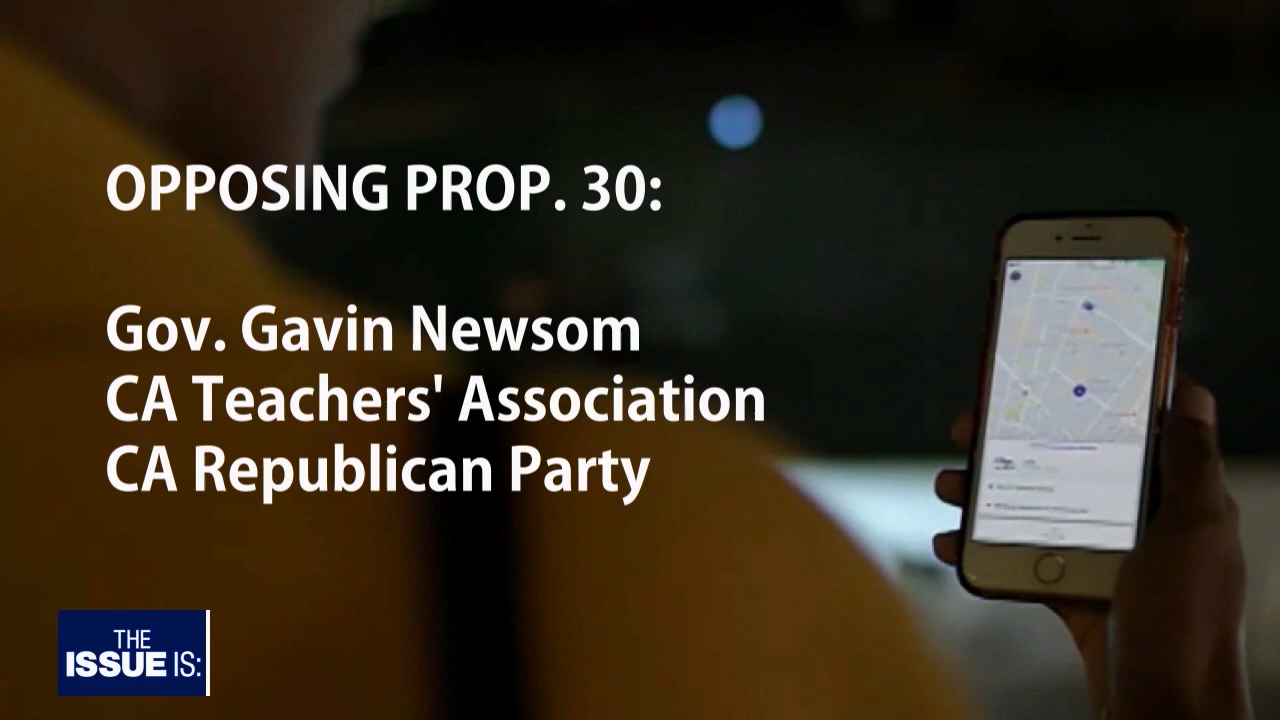 OPPOSING PROP. 30:
Gov. Gavin Newsom
CA Teachers' Association
CA Republican Party
THE
ISSUE IS: